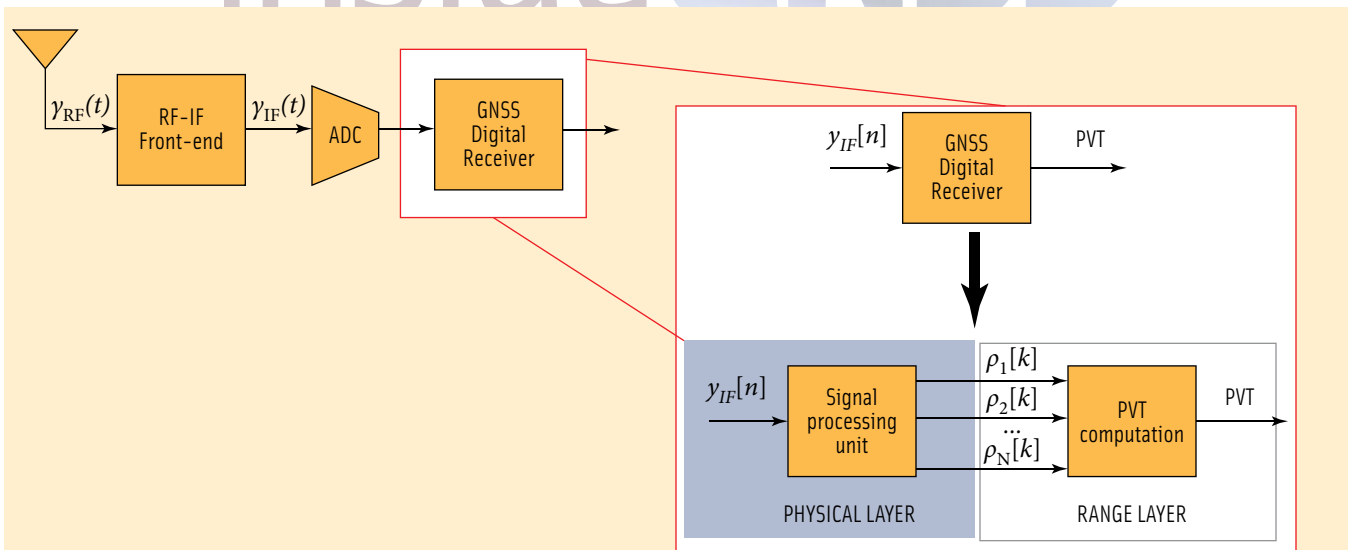 y_RF(t)
RF-IF
Front-end
y_IF(t)
ADC
GNSS
Digital
Receiver
y_IF[n]
GNSS
Digital
Receiver
PVT
y_IF[n]
Signal
processing
unit
ρ_1[k]
ρ_2[k]
...
ρ_N[k]
PVT
computation
PVT
PHYSICAL LAYER
RANGE LAYER